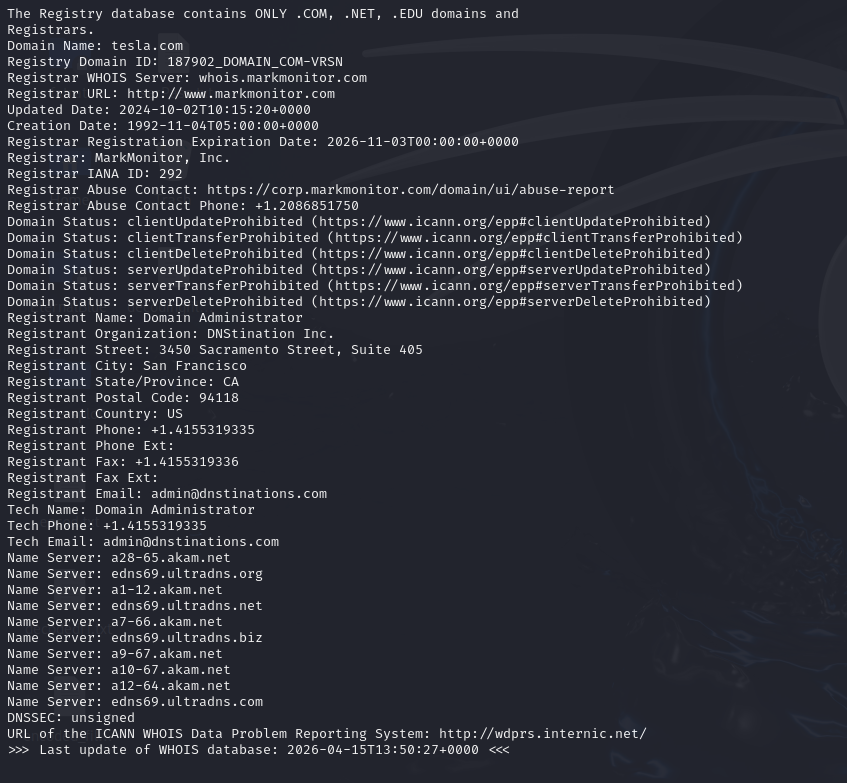 The Registry database contains ONLY .COM, .NET, .EDU domains and
Registrars.
Domain Name: tesla.com
Registry Domain ID: 187902_DOMAIN_COM-VRSN
Registrar WHOIS Server: whois.markmonitor.com
Registrar URL: http://www.markmonitor.com
Updated Date: 2024-10-02T10:15:20+0000
Creation Date: 1992-11-04T05:00:00+0000
Registrar Registration Expiration Date: 2026-11-03T00:00:00+0000
Registrar: MarkMonitor, Inc.
Registrar IANA ID: 292
Registrar Abuse Contact: https://corp.markmonitor.com/domain/ui/abuse-report
Registrar Abuse Contact Phone: +1.2086851750
Domain Status: clientUpdateProhibited (https://www.icann.org/epp#clientUpdateProhibited)
Domain Status: clientTransferProhibited (https://www.icann.org/epp#clientTransferProhibited)
Domain Status: clientDeleteProhibited (https://www.icann.org/epp#clientDeleteProhibited)
Domain Status: serverUpdateProhibited (https://www.icann.org/epp#serverUpdateProhibited)
Domain Status: serverTransferProhibited (https://www.icann.org/epp#serverTransferProhibited)
Domain Status: serverDeleteProhibited (https://www.icann.org/epp#serverDeleteProhibited)
Registrant Name: Domain Administrator
Registrant Organization: DNStination Inc.
Registrant Street: 3450 Sacramento Street, Suite 405
Registrant City: San Francisco
Registrant State/Province: CA
Registrant Postal Code: 94118
Registrant Country: US
Registrant Phone: +1.4155319335
Registrant Phone Ext:
Registrant Fax: +1.4155319336
Registrant Fax Ext:
Registrant Email: admin@dnstinations.com
Tech Name: Domain Administrator
Tech Phone: +1.4155319335
Tech Email: admin@dnstinations.com
Name Server: a28-65.akam.net
Name Server: edns69.ultradns.org
Name Server: a1-12.akam.net
Name Server: edns69.ultradns.net
Name Server: a7-66.akam.net
Name Server: edns69.ultradns.biz
Name Server: a9-67.akam.net
Name Server: a10-67.akam.net
Name Server: a12-64.akam.net
Name Server: edns69.ultradns.com
DNSSEC: unsigned
URL of the ICANN WHOIS Data Problem Reporting System: http://wdprs.internic.net/
>>> Last update of WHOIS database: 2026-04-15T13:50:27+0000 <<<